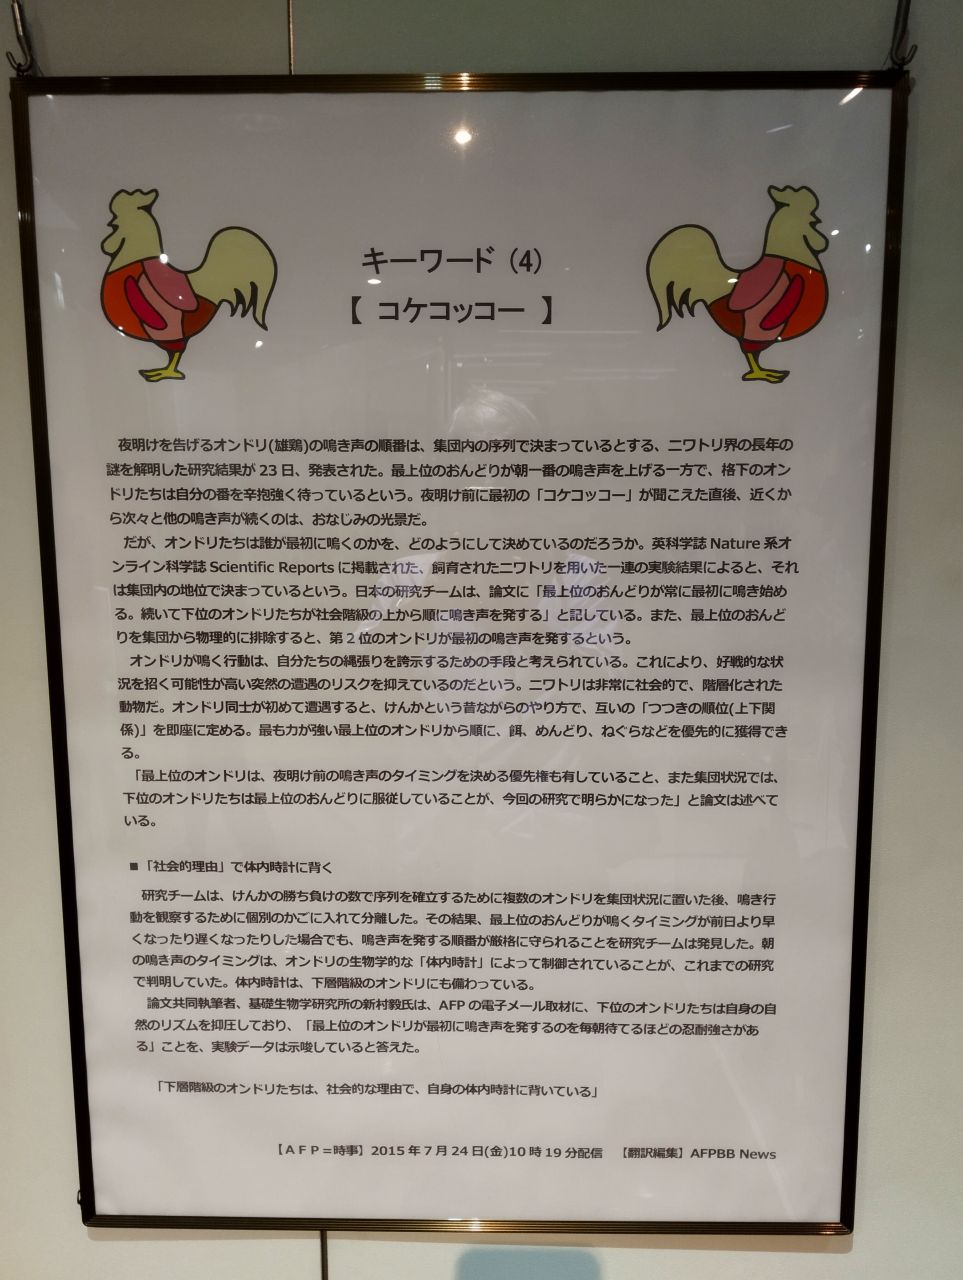 キーワード（4）
【 コケコッコー 】
夜明けを告げるオンドリ(雄鶏)の鳴き声の順番は、集団内の序列で決まっているとする、ニワトリ界の長年の
謎を解明した研究結果が 23 日、発表された。最上位のおんどりが朝一番の鳴き声を上げる一方で、格下のオン
ドリたちは自分の番を辛抱強く待っているという。夜明け前に最初の「コケコッコー」が聞こえた直後、近くか
ら次々と他の鳴き声が続くのは、おなじみの光景だ。
だが、オンドリたちは誰が最初に鳴くのかを、どのようにして決めているのだろうか。英科学誌 Nature 系オ
ンライン科学誌 Scientific Reports に掲載された、飼育されたニワトリを用いた一連の実験結果によると、それ
は集団内の地位で決まっているという。日本の研究チームは、論文に「最上位のおんどりが常に最初に鳴き始め
る。続いて下位のオンドリたちが社会階級の上から順に鳴き声を発する」と記している。また、最上位のおんど
りを集団から物理的に排除すると、第２位のオンドリが最初の鳴き声を発するという。
オンドリが鳴く行動は、自分たちの縄張りを誇示するための手段と考えられている。これにより、好戦的な状
況を招く可能性が高い突然の遭遇のリスクを抑えているのだという。ニワトリは非常に社会的で、階層化された
動物だ。オンドリ同士が初めて遭遇すると、けんかという昔ながらのやり方で、互いの「つつきの順位(上下関
係)」を即座に定める。最も力が強い最上位のオンドリから順に、餌、めんどり、ねぐらなどを優先的に獲得でき
る。
「最上位のオンドリは、夜明け前の鳴き声のタイミングを決める優先権も有していること、また集団状況では、
下位のオンドリたちは最上位のおんどりに服従していることが、今回の研究で明らかになった」と論文は述べて
いる。
■「社会的理由」で体内時計に背く
研究チームは、けんかの勝ち負けの数で序列を確立するために複数のオンドリを集団状況に置いた後、鳴き行
動を観察するために個別のかごに入れて分離した。その結果、最上位のおんどりが鳴くタイミングが前日より早
くなったり遅くなったりした場合でも、鳴き声を発する順番が厳格に守られることを研究チームは発見した。朝
の鳴き声のタイミングは、オンドリの生物学的な「体内時計」によって制御されていることが、これまでの研究
で判明していた。体内時計は、下層階級のオンドリにも備わっている。
論文共同執筆者、基礎生物学研究所の新村毅氏は、AFP の電子メール取材に、下位のオンドリたちは自身の自
然のリズムを抑圧しており、「最上位のオンドリが最初に鳴き声を発するのを毎朝待てるほどの忍耐強さがあ
る」ことを、実験データは示唆していると答えた。
「下層階級のオンドリたちは、社会的な理由で、自身の体内時計に背いている」
【ＡＦＰ＝時事】2015 年 7 月 24 日(金)10 時 19 分配信　【翻訳編集】AFPBB News